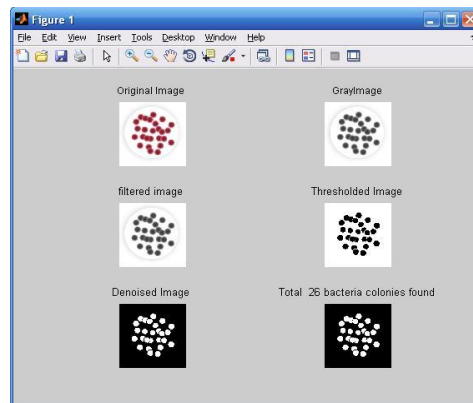 Figure 1
File Edit View Insert Tools Desktop Window Help
Original Image
GrayImage
filtered image
Thresholded Image
Denoised Image
Total 26 bacteria colonies found